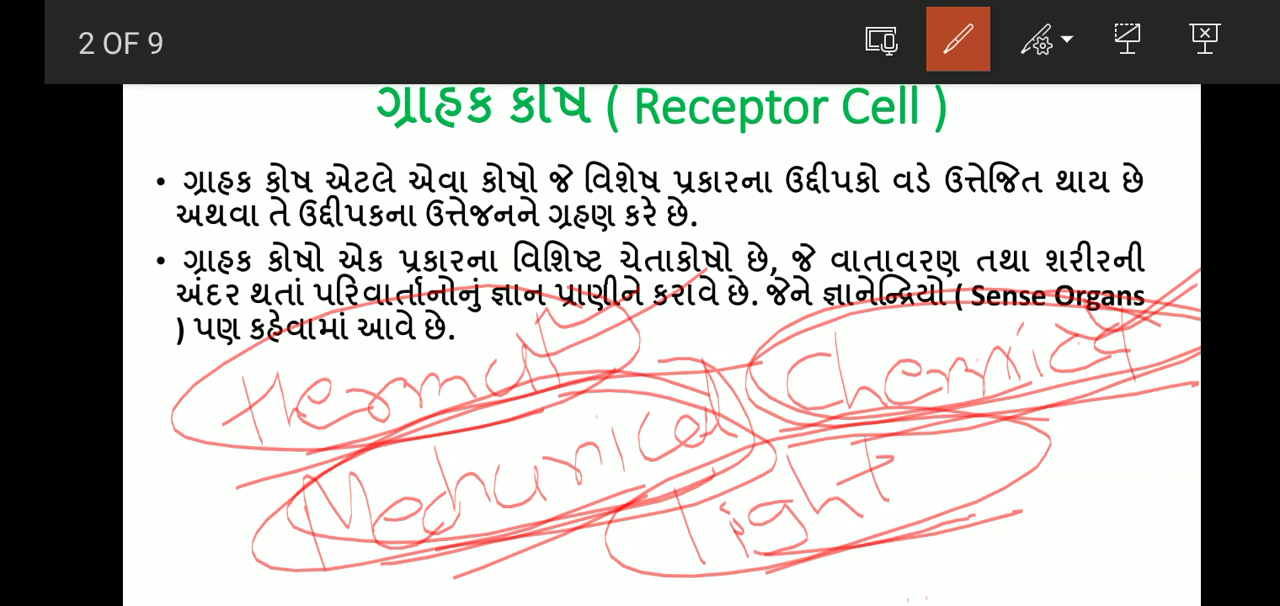 2 OF 9
ગ્રાહક કોષ ( Receptor Cell )
• ગ્રાહક કોષ એટલે એવા કોષો જે વિશેષ પ્રકારના ઉદ્દીપકો વડે ઉત્તેજિત થાય છે
અથવા તે ઉદ્દીપકના ઉત્તેજનને ગ્રહણ કરે છે.
• ગ્રાહક કોષો એક પ્રકારના વિશિષ્ટ ચેતાકોષો છે, જે વાતાવરણ તથા શરીરની
અંદર થતાં પરિવાર્તાનોનું જ્ઞાન પ્રાણીને કરાવે છે. જેને જ્ઞાનેન્દ્રિયો ( Sense Organs
) પણ કહેવામાં આવે છે.
Thermal Chemical
Mechanical
light